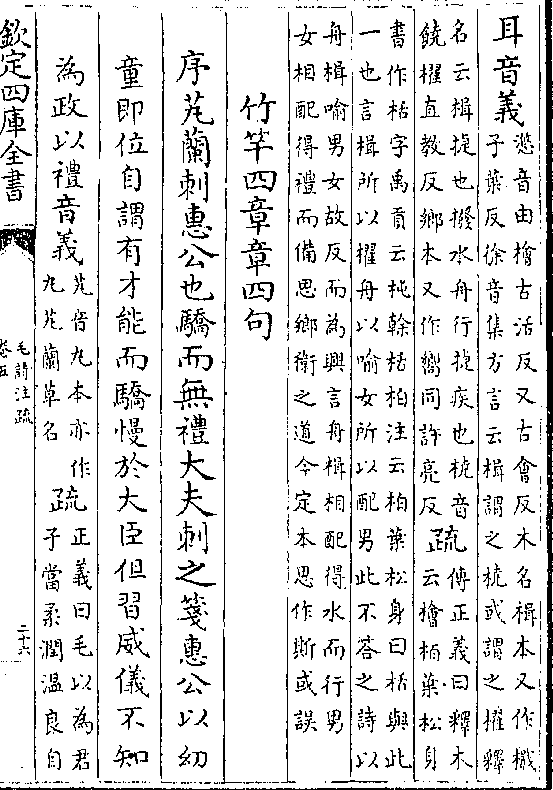 耳音義
滺音由檜古活反又古會反木名楫本又作檝
子葉反徐音集方言云楫謂之橈或謂之櫂釋
名云楫捷也撥水舟行捷疾也橈音
饒櫂直教反鄉本又作嚮同許亮反
疏
傳正義曰釋木
云檜栢葉松身
書作栝字禹貢云杶榦栝柏注云柏葉松身曰栝與此
一也言楫所以櫂舟以喻女所以配男此不答之詩以
舟楫喻男女故反而為興言舟楫相配得水而行男
女相配得禮而備思鄉衛之道今定本思作斯或誤
竹竿四章章四句
序芄蘭刺惠公也驕而無禮大夫刺之箋惠公以幼
童即位自謂有才能而驕慢於大臣但習威儀不知
為政以禮音義
芄音丸本亦作
丸芄蘭草名
疏
正義曰毛以為君
子當柔潤温良自
欽定四庫全書
毛詩注疏
卷五
二十六